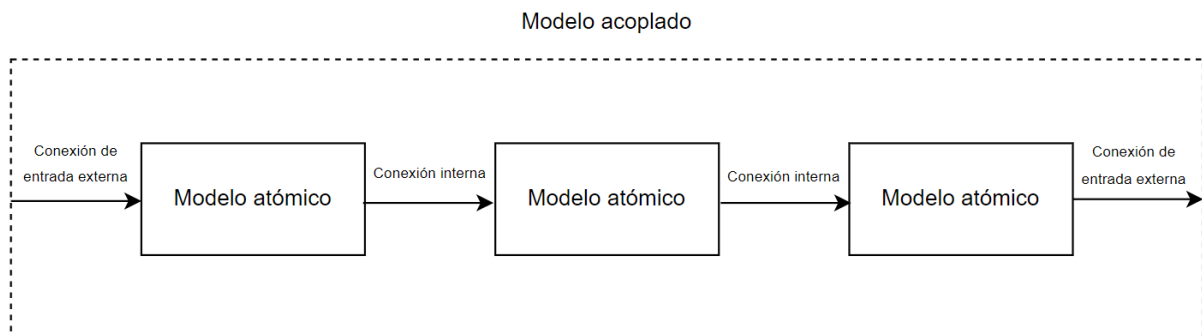 Modelo acoplado
Conexión de
entrada externa
Modelo atómico
Conexión interna
Modelo atómico
Conexión interna
Modelo atómico
Conexión de
entrada externa